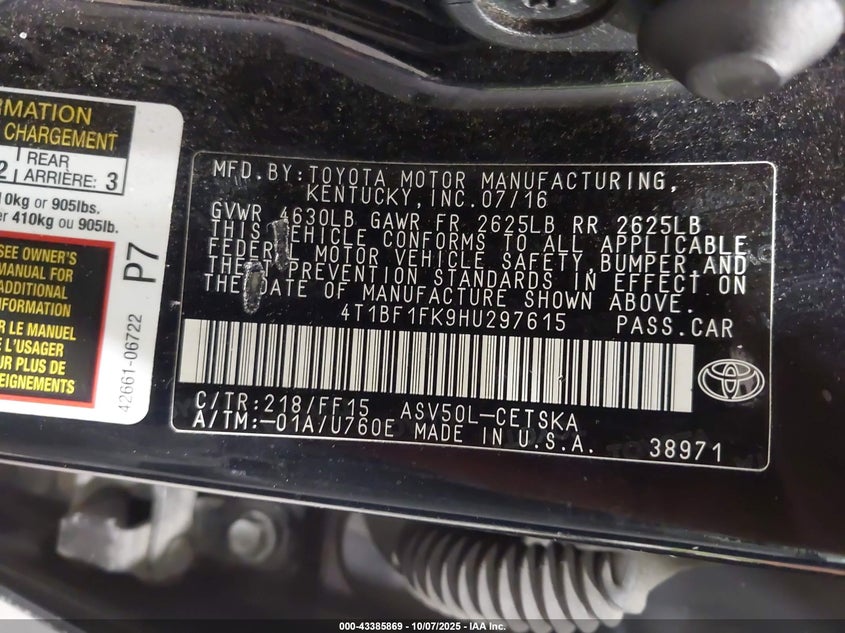 RMATION
CHARGEMENT
2 REAR ARRIÈRE: 3
10kg or 905lbs.
er 410kg ou 905lb.
SEE OWNER'S
MANUAL FOR
ADDITIONAL
INFORMATION
R LE MANUEL
L'USAGER
UR PLUS DE
EIGNEMENTS
P7
42661-06722
MFD.BY:TOYOTA MOTOR MANUFACTURING,
KENTUCKY,INC.07/16
GVWR 4630LB GAWR FR 2625LB RR 2625LB
THIS VEHICLE CONFORMS TO ALL APPLICABLE
FEDERAL MOTOR VEHICLE SAFETY,BUMPER,AND
THEFT PREVENTION STANDARDS IN EFFECT ON
THE DATE OF MANUFACTURE SHOWN ABOVE.
4T1BF1FK9HU297615 PASS.CAR
C/TR:218/FF15 ASV50L-CETSKA
A/TM:-01A/U760E MADE IN U.S.A.
38971
000-43385869 - 10/07/2025 - IAA Inc.